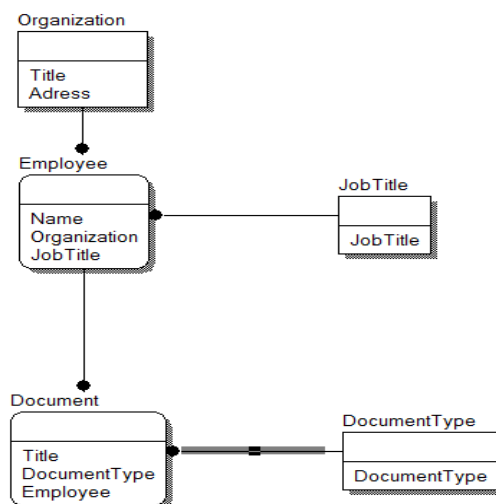 Organization
Title
Adress
Employee
Name
Organization
JobTitle
JobTitle
JobTitle
Document
Title
DocumentType
Employee
DocumentType
DocumentType